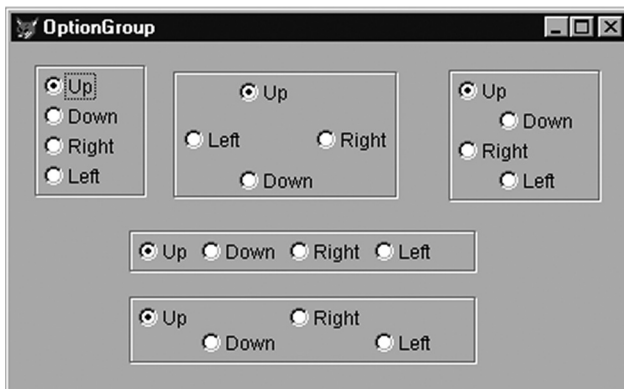 OptionGroup
Up
Down
Right
Left
Up
Left Right
Down
Up
Down
Right
Left
Up Down Right Left
Up Right
Down Left